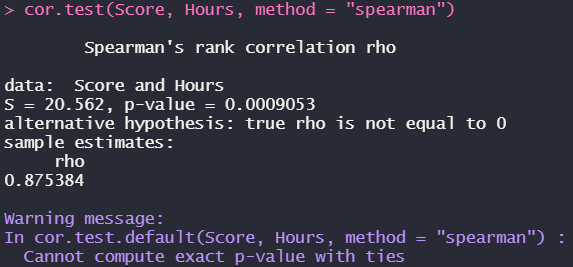 > cor.test(Score, Hours, method = "spearman")
Spearman's rank correlation rho
data:  Score and Hours
S = 20.562, p-value = 0.0009053
alternative hypothesis: true rho is not equal to 0
sample estimates:
rho
0.875384
Warning message:
In cor.test.default(Score, Hours, method = "spearman") :
Cannot compute exact p-value with ties